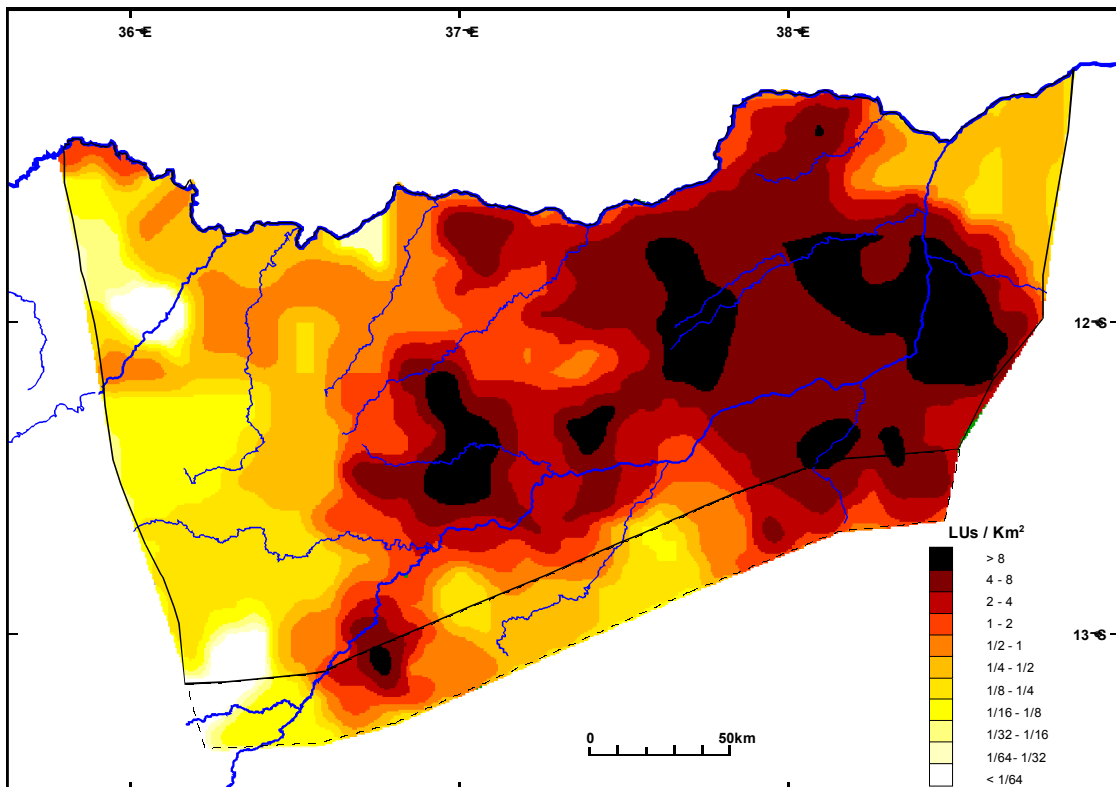 36°E 37°E 38°E
12°S
13°S
LUs / Km²
> 8
4 - 8
2 - 4
1 - 2
1/2 - 1
1/4 - 1/2
1/8 - 1/4
1/16 - 1/8
1/32 - 1/16
1/64- 1/32
< 1/64
0 50km